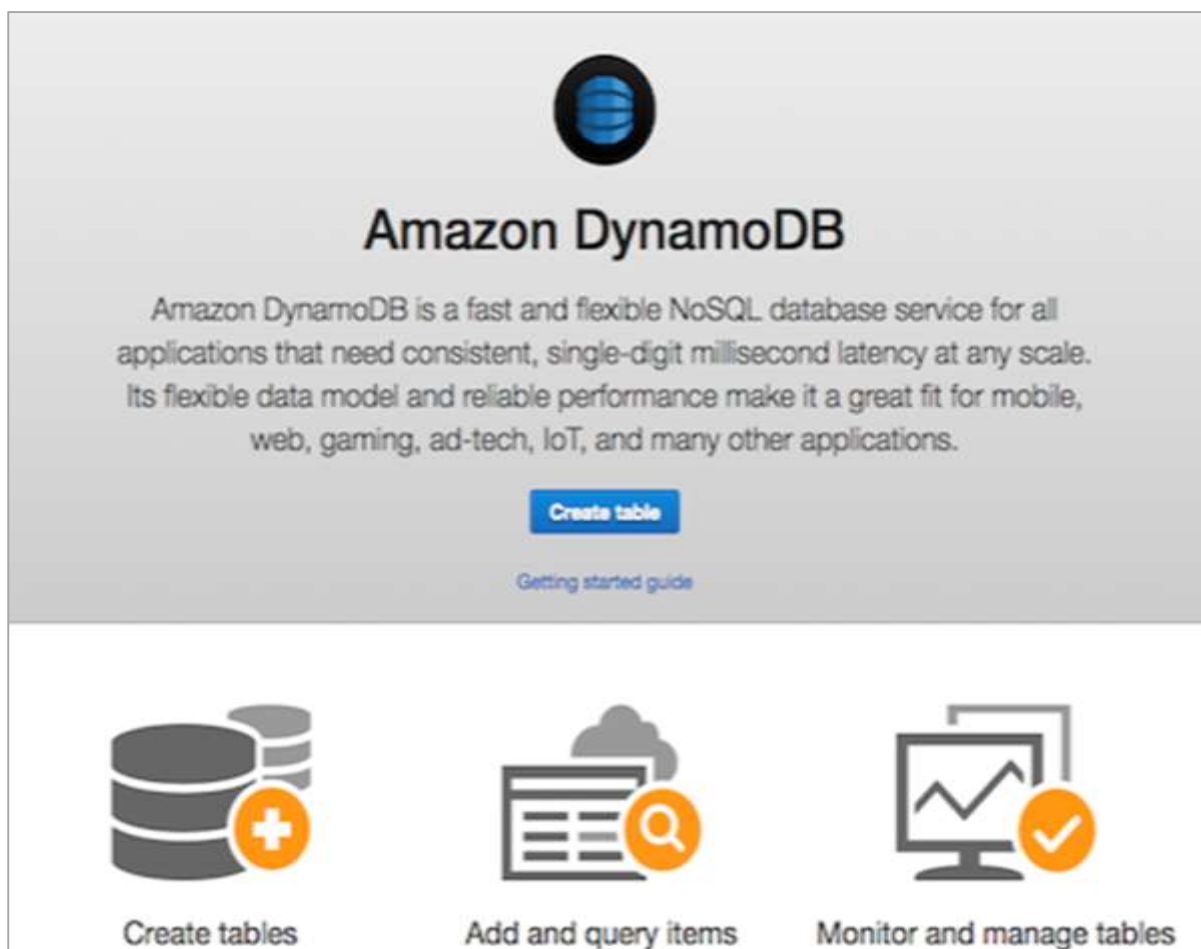 Amazon DynamoDB
Amazon DynamoDB is a fast and flexible NoSQL database service for all
applications that need consistent, single-digit millisecond latency at any scale.
Its flexible data model and reliable performance make it a great fit for mobile,
web, gaming, ad-tech, IoT, and many other applications.
Create table
Getting started guide
Create tables
Add and query items
Monitor and manage tables